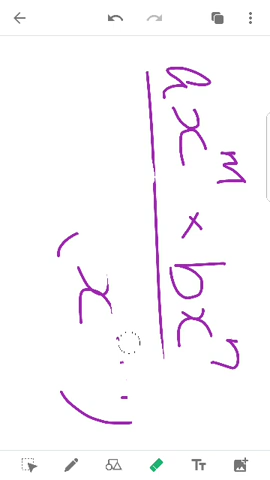 ax^m × bx^n
(x )